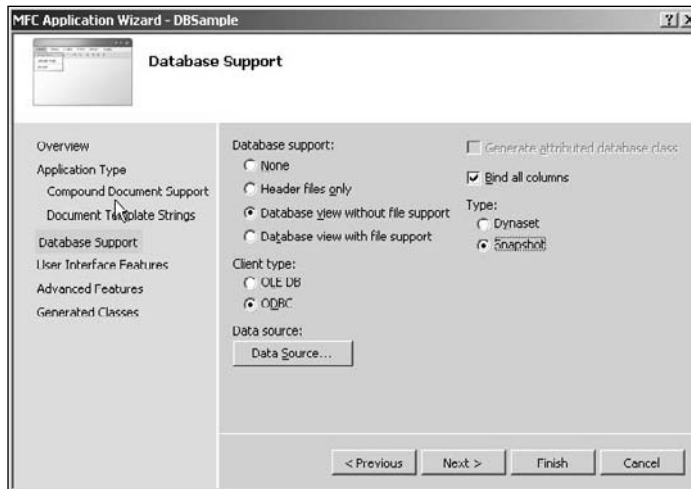 MFC Application Wizard - DBSample
Database Support
Overview
Application Type
Compound Document Support
Document Template Strings
Database Support
User Interface Features
Advanced Features
Generated Classes
Database support:
None
Header files only
Database view without file support
Database view with file support
Client type:
OLE DB
ODBC
Data source:
Data Source...
Generate attributed database class
Bind all columns
Type:
Dynaset
Snapshot
< Previous
Next >
Finish
Cancel